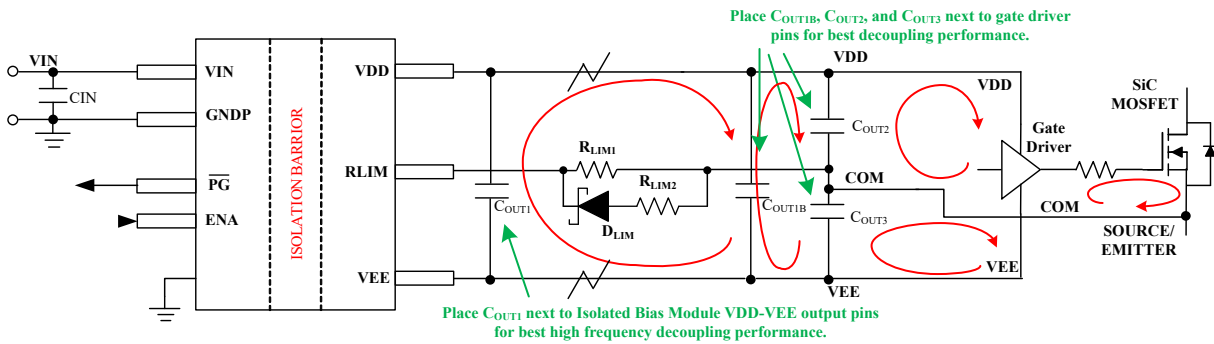 Place COUT1B, COUT2, and COUT3 next to gate driver
pins for best decoupling performance.
VIN
VIN
CIN
GNDP
PG
ENA
ISOLATION BARRIER
VDD
RLIM
VEE
COUT1
RLIM1
RLIM2
DLIM
COUT1B
VDD
COUT2
COM
COUT3
VEE
VDD
Gate
Driver
SiC
MOSFET
COM
SOURCE/
EMITTER
VEE
Place COUT1 next to Isolated Bias Module VDD-VEE output pins
for best high frequency decoupling performance.